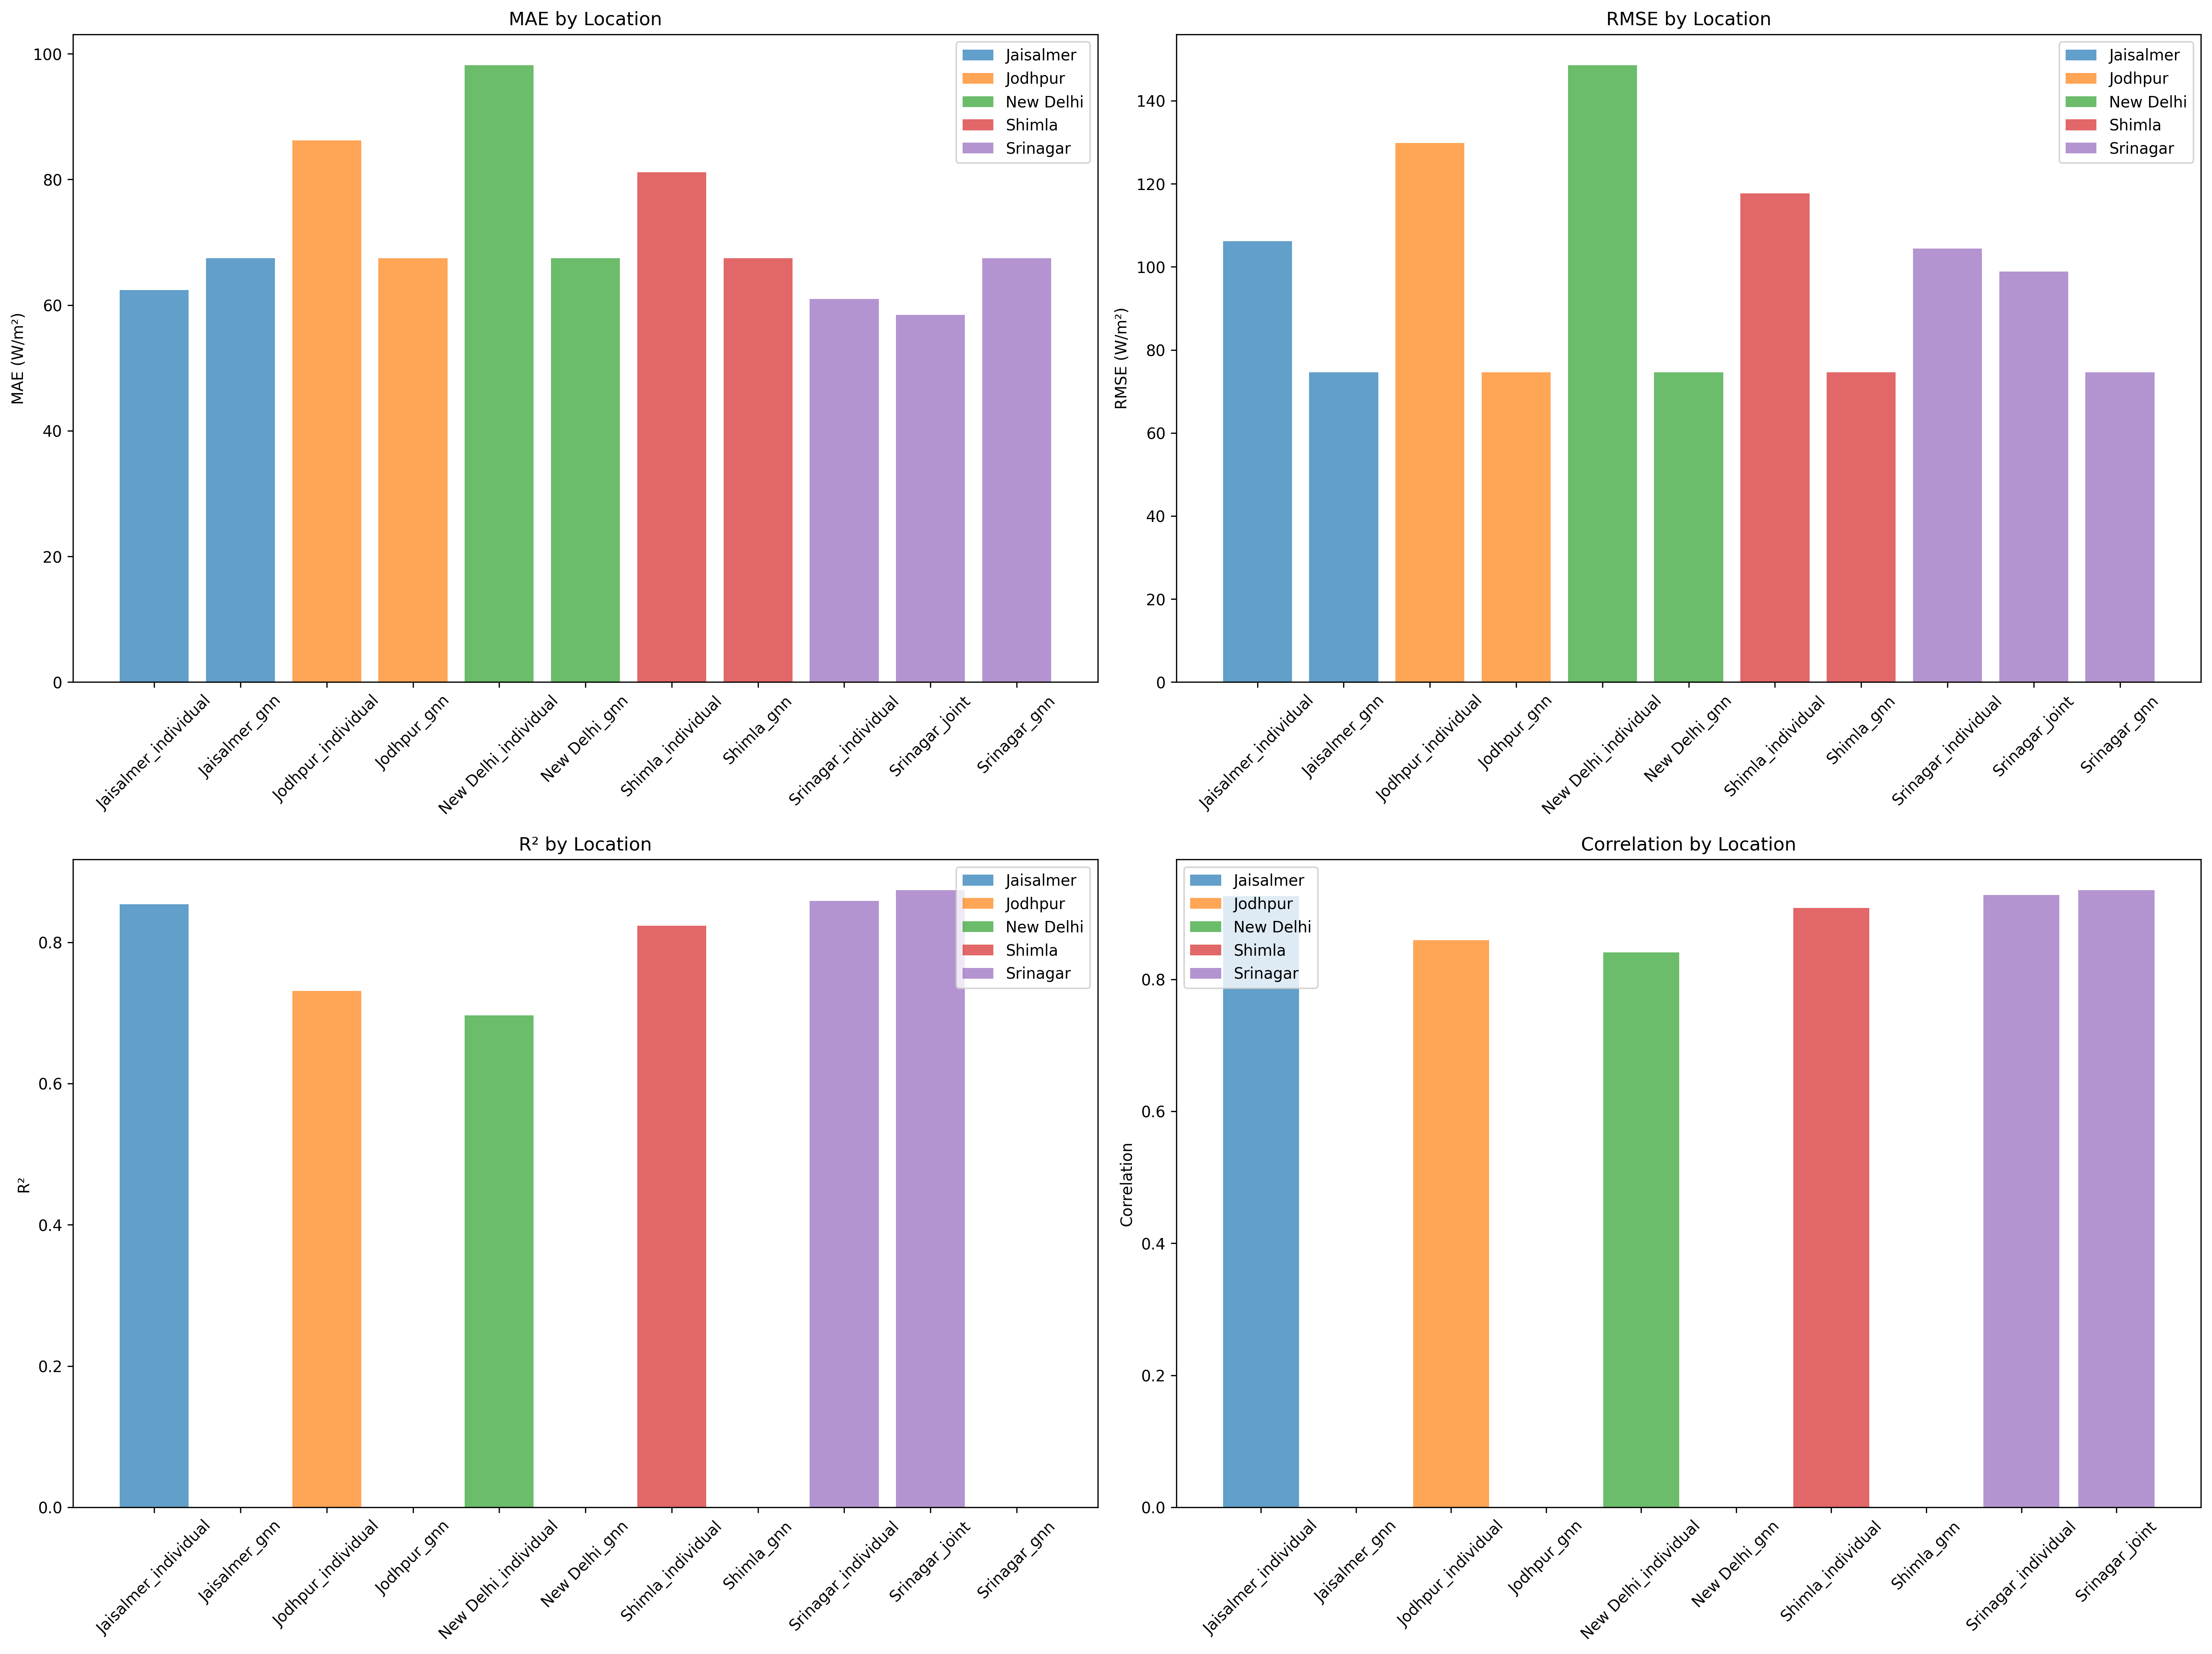 MAE by Location
MAE (W/m²)
100
80
60
40
20
0
Jaisalmer
Jodhpur
New Delhi
Shimla
Srinagar
Jaisalmer_individual
Jaisalmer_gnn
Jodhpur_individual
Jodhpur_gnn
New Delhi_individual
New Delhi_gnn
Shimla_individual
Shimla_gnn
Srinagar_individual
Srinagar_joint
Srinagar_gnn
RMSE by Location
RMSE (W/m²)
140
120
100
80
60
40
20
0
Jaisalmer
Jodhpur
New Delhi
Shimla
Srinagar
Jaisalmer_individual
Jaisalmer_gnn
Jodhpur_individual
Jodhpur_gnn
New Delhi_individual
New Delhi_gnn
Shimla_individual
Shimla_gnn
Srinagar_individual
Srinagar_joint
Srinagar_gnn
R² by Location
R²
0.8
0.6
0.4
0.2
0.0
Jaisalmer
Jodhpur
New Delhi
Shimla
Srinagar
Jaisalmer_individual
Jaisalmer_gnn
Jodhpur_individual
Jodhpur_gnn
New Delhi_individual
New Delhi_gnn
Shimla_individual
Shimla_gnn
Srinagar_individual
Srinagar_joint
Srinagar_gnn
Correlation by Location
Correlation
0.8
0.6
0.4
0.2
0.0
Jaisalmer
Jodhpur
New Delhi
Shimla
Srinagar
Jaisalmer_individual
Jaisalmer_gnn
Jodhpur_individual
Jodhpur_gnn
New Delhi_individual
New Delhi_gnn
Shimla_individual
Shimla_gnn
Srinagar_individual
Srinagar_joint